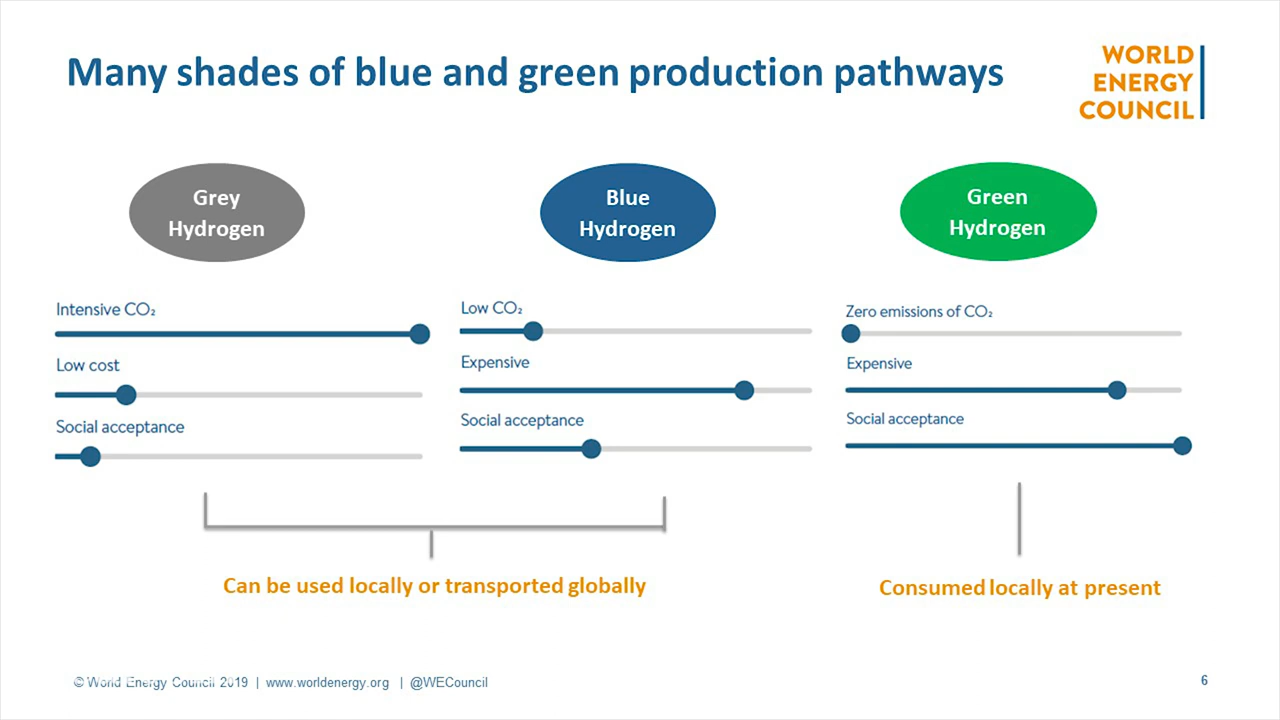 Many shades of blue and green production pathways
WORLD
ENERGY
COUNCIL
Grey
Hydrogen
Blue
Hydrogen
Green
Hydrogen
Intensive CO₂
Low cost
Social acceptance
Low CO₂
Expensive
Social acceptance
Zero emissions of CO₂
Expensive
Social acceptance
Can be used locally or transported globally
Consumed locally at present
© World Energy Council 2019 | www.worldenergy.org | @WECouncil
6